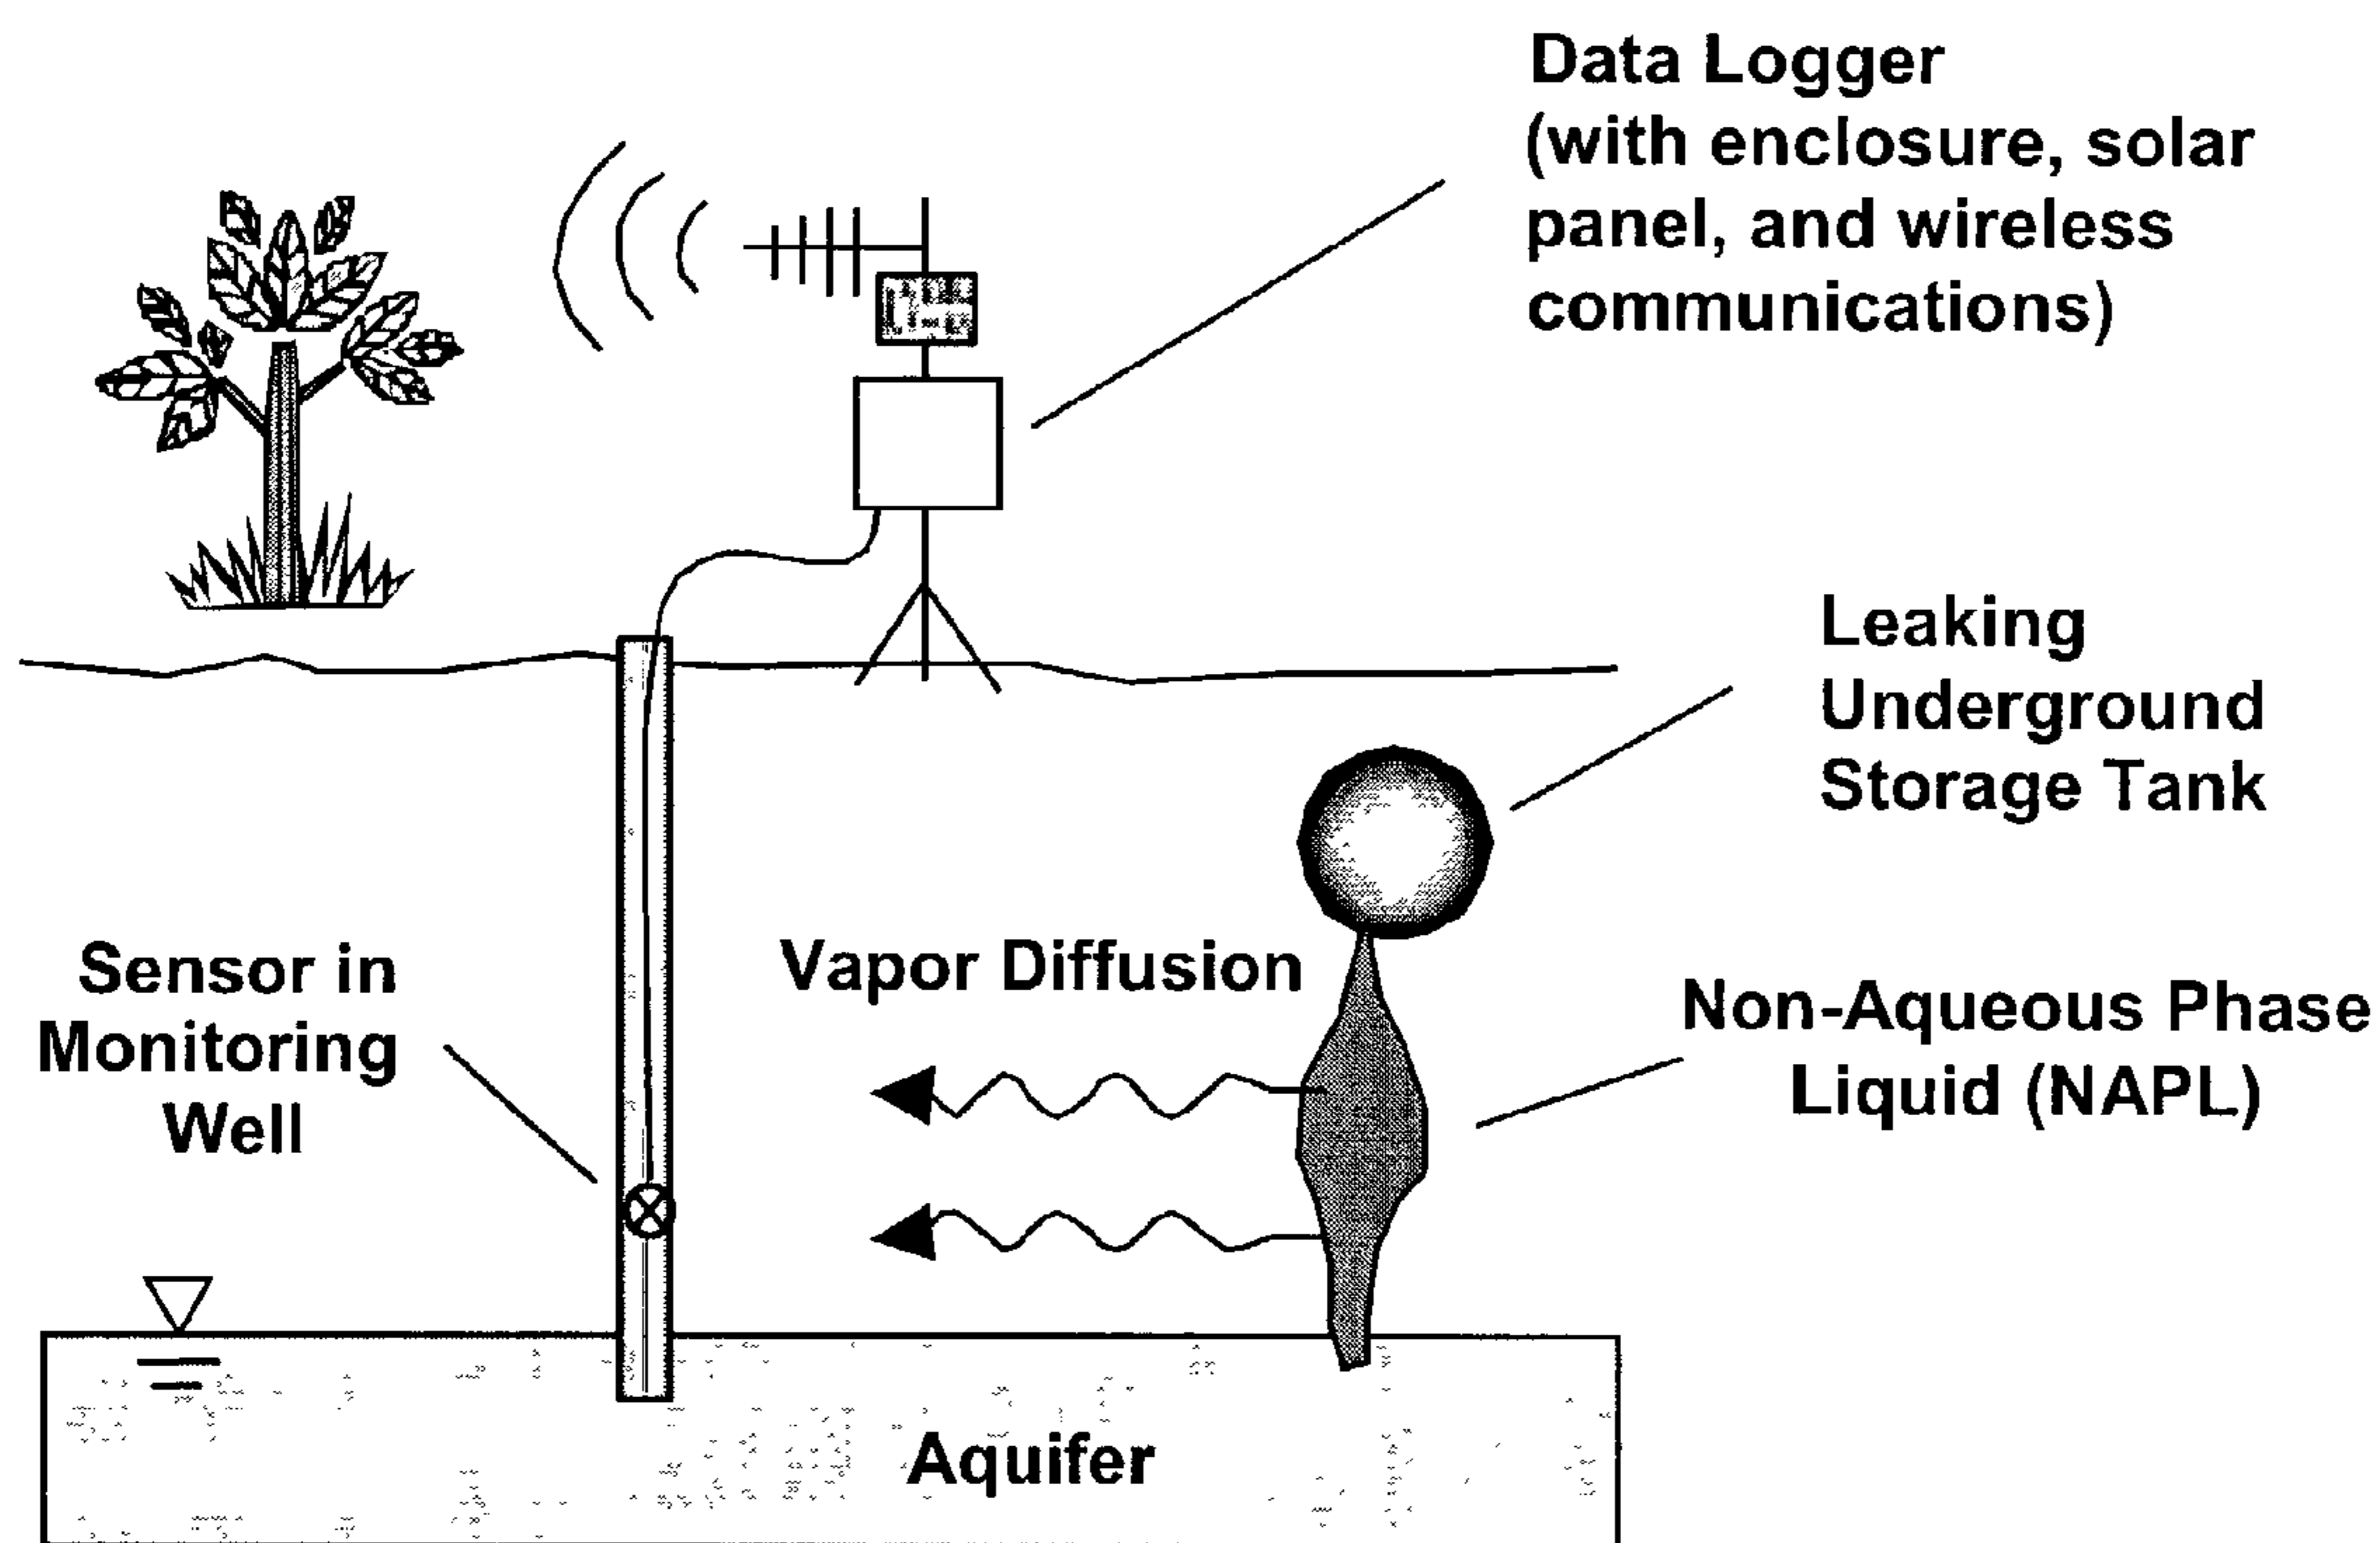 Data Logger
(with enclosure, solar
panel, and wireless
communications)
Leaking
Underground
Storage Tank
Sensor in
Monitoring
Well
Vapor Diffusion
Non-Aqueous Phase
Liquid (NAPL)
Aquifer